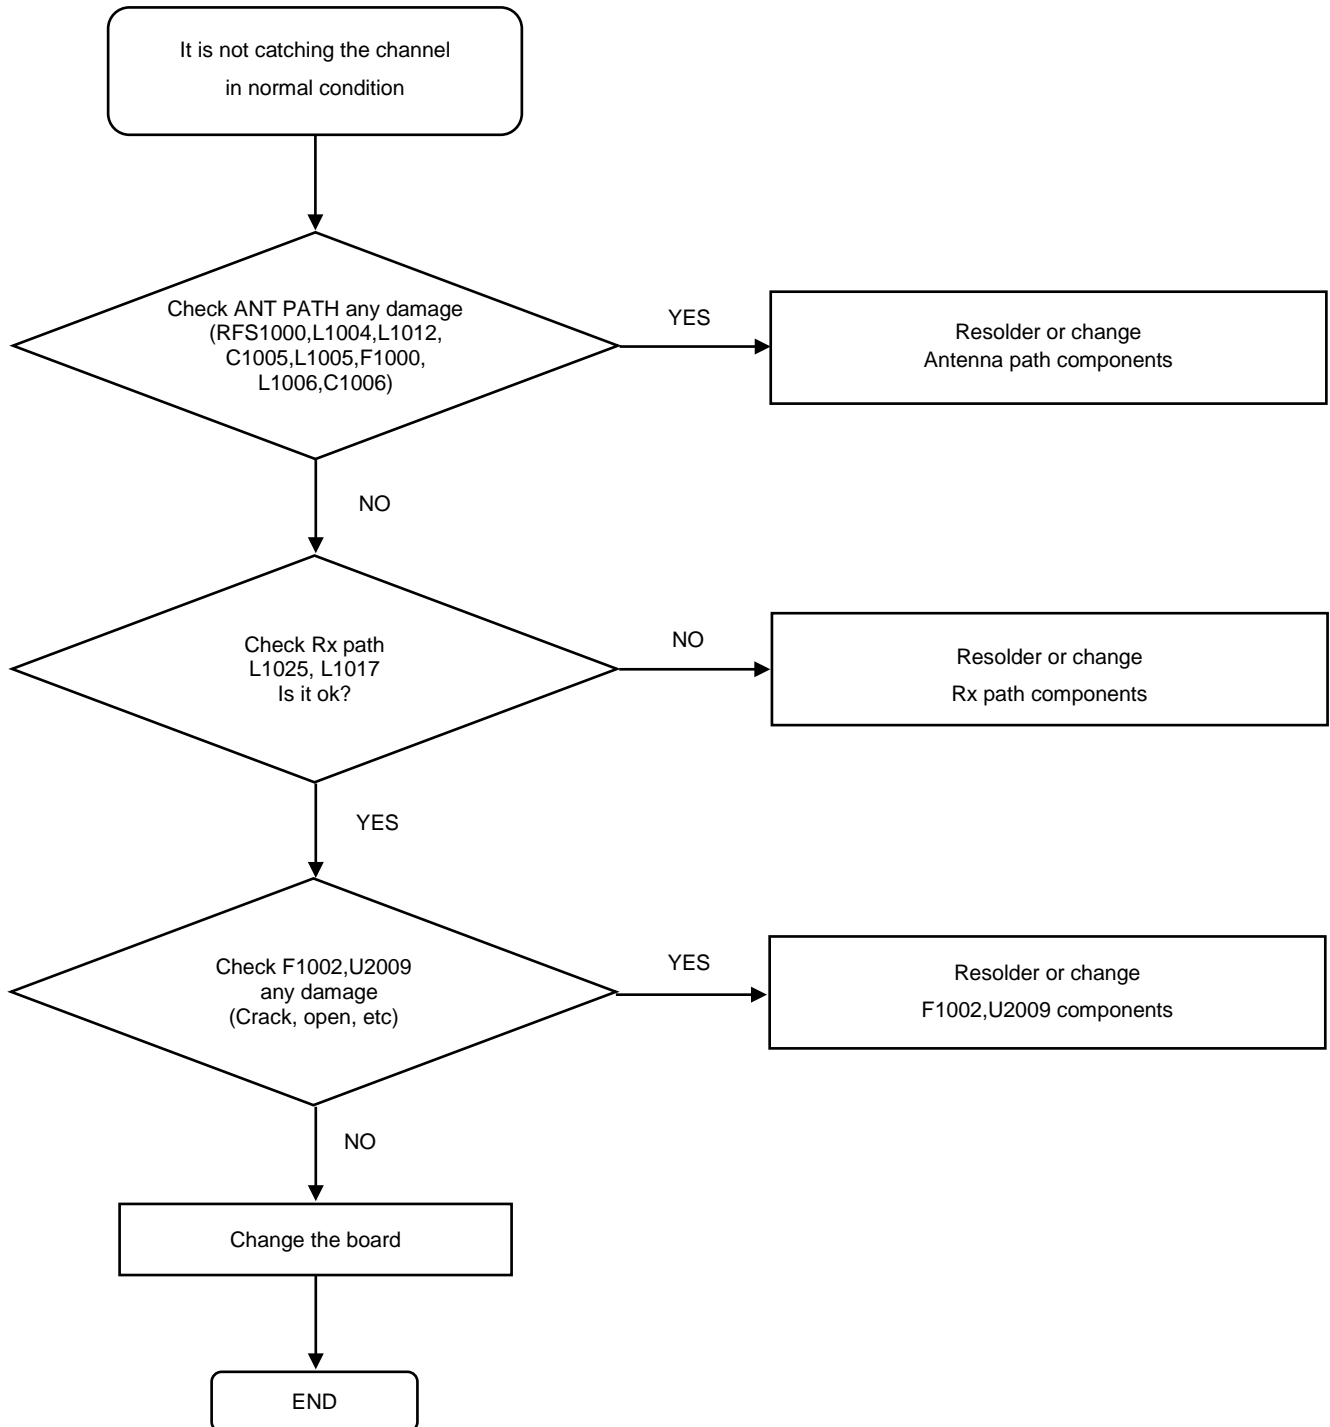 It is not catching the channel
in normal condition
Check ANT PATH any damage
(RFS1000,L1004,L1012,
C1005,L1005,F1000,
L1006,C1006)
YES
Resolder or change
Antenna path components
NO
Check Rx path
L1025, L1017
Is it ok?
NO
Resolder or change
Rx path components
YES
Check F1002,U2009
any damage
(Crack, open, etc)
YES
Resolder or change
F1002,U2009 components
NO
Change the board
END